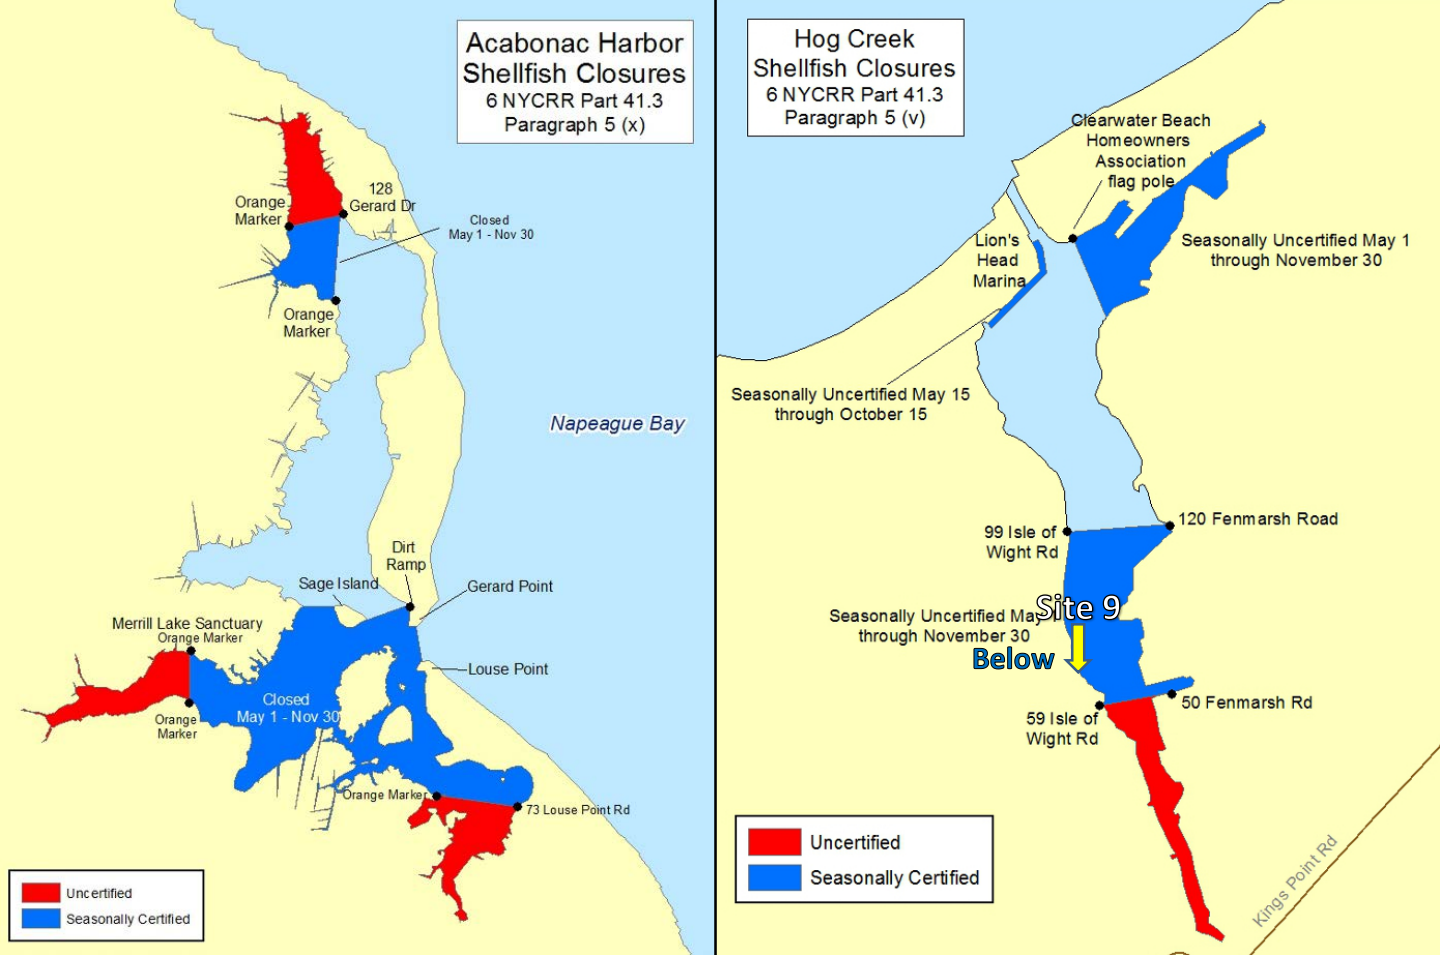 Acabonac Harbor
Shellfish Closures
6 NYCRR Part 41.3
Paragraph 5 (x)
128
Gerard Dr
Orange
Marker
Closed
May 1 - Nov 30
Orange
Marker
Napeague Bay
Dirt
Ramp
Sage Island
Gerard Point
Merrill Lake Sanctuary
Orange Marker
Louse Point
Closed
May 1 - Nov 30
Orange
Marker
Orange Marker
73 Louse Point Rd
Uncertified
Seasonally Certified
Hog Creek
Shellfish Closures
6 NYCRR Part 41.3
Paragraph 5 (v)
Clearwater Beach
Homeowners
Association
flag pole
Lion's
Head
Marina
Seasonally Uncertified May 1
through November 30
Seasonally Uncertified May 15
through October 15
99 Isle of
Wight Rd
120 Fenmarsh Road
Seasonally Uncertified May 1
through November 30
Site 9
Below
50 Fenmarsh Rd
59 Isle of
Wight Rd
Uncertified
Seasonally Certified
Kings Point Rd